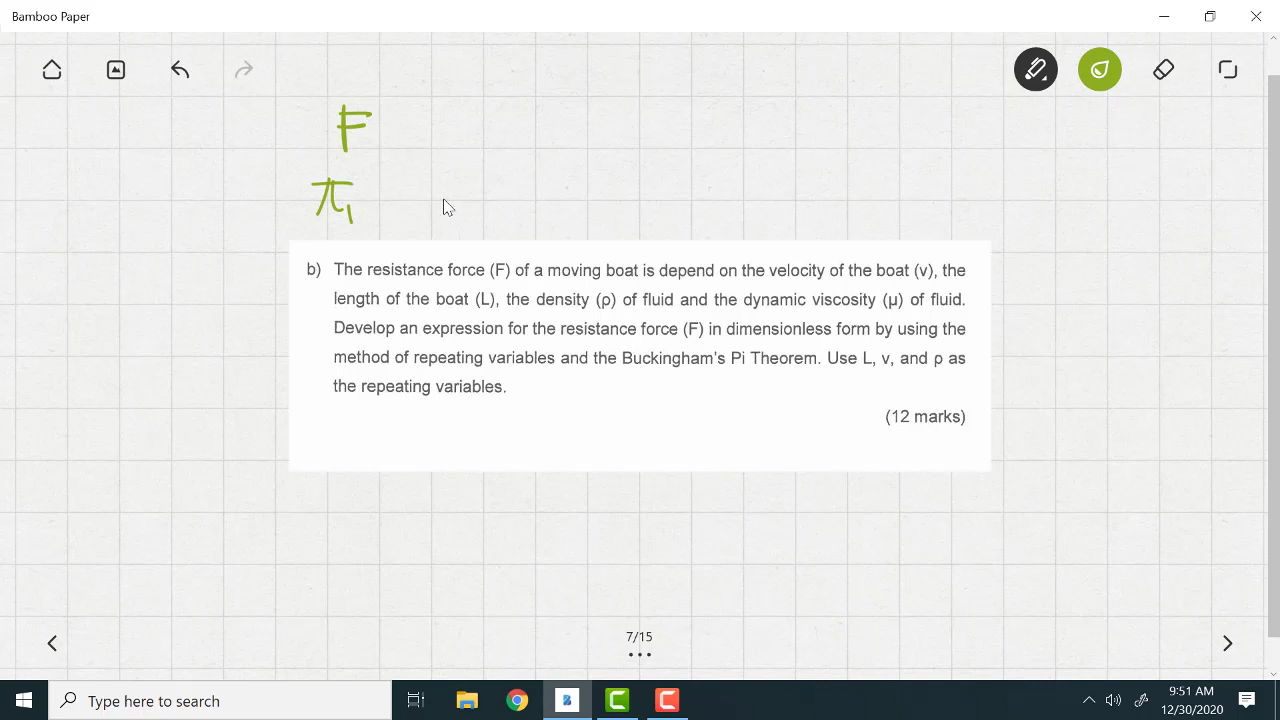 Bamboo Paper
F
π1
b) The resistance force (F) of a moving boat is depend on the velocity of the boat (v), the
length of the boat (L), the density (ρ) of fluid and the dynamic viscosity (μ) of fluid.
Develop an expression for the resistance force (F) in dimensionless form by using the
method of repeating variables and the Buckingham's Pi Theorem. Use L, v, and ρ as
the repeating variables.
(12 marks)
7/15
Type here to search
B
9:51 AM
12/30/2020